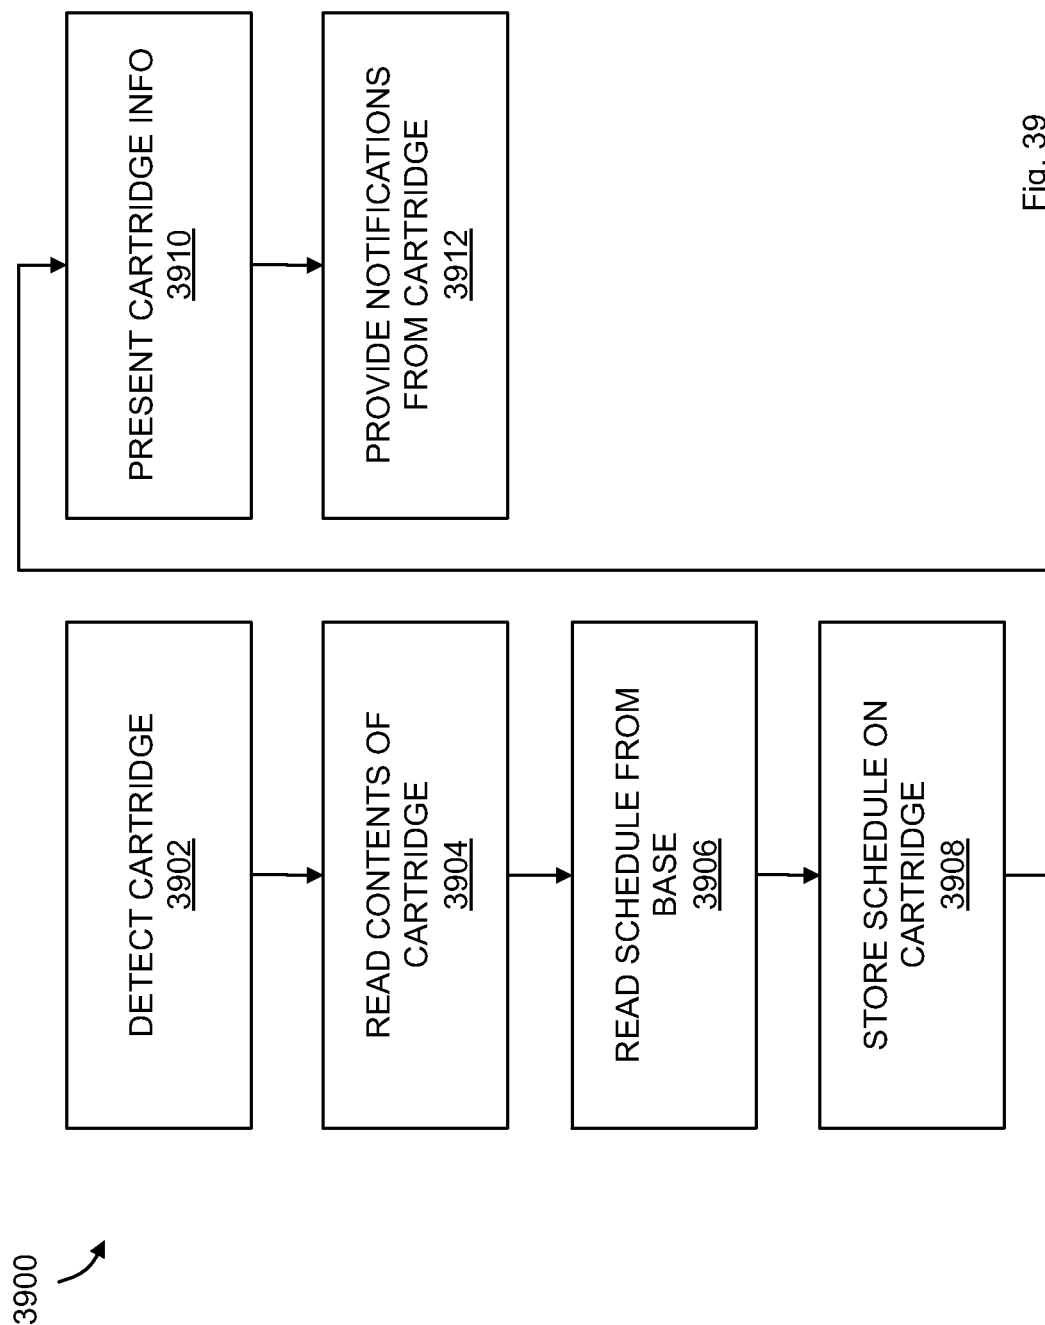 3900
DETECT CARTRIDGE
3902
READ CONTENTS OF
CARTRIDGE
3904
READ SCHEDULE FROM
BASE
3906
STORE SCHEDULE ON
CARTRIDGE
3908
PRESENT CARTRIDGE INFO
3910
PROVIDE NOTIFICATIONS
FROM CARTRIDGE
3912
Fig. 39